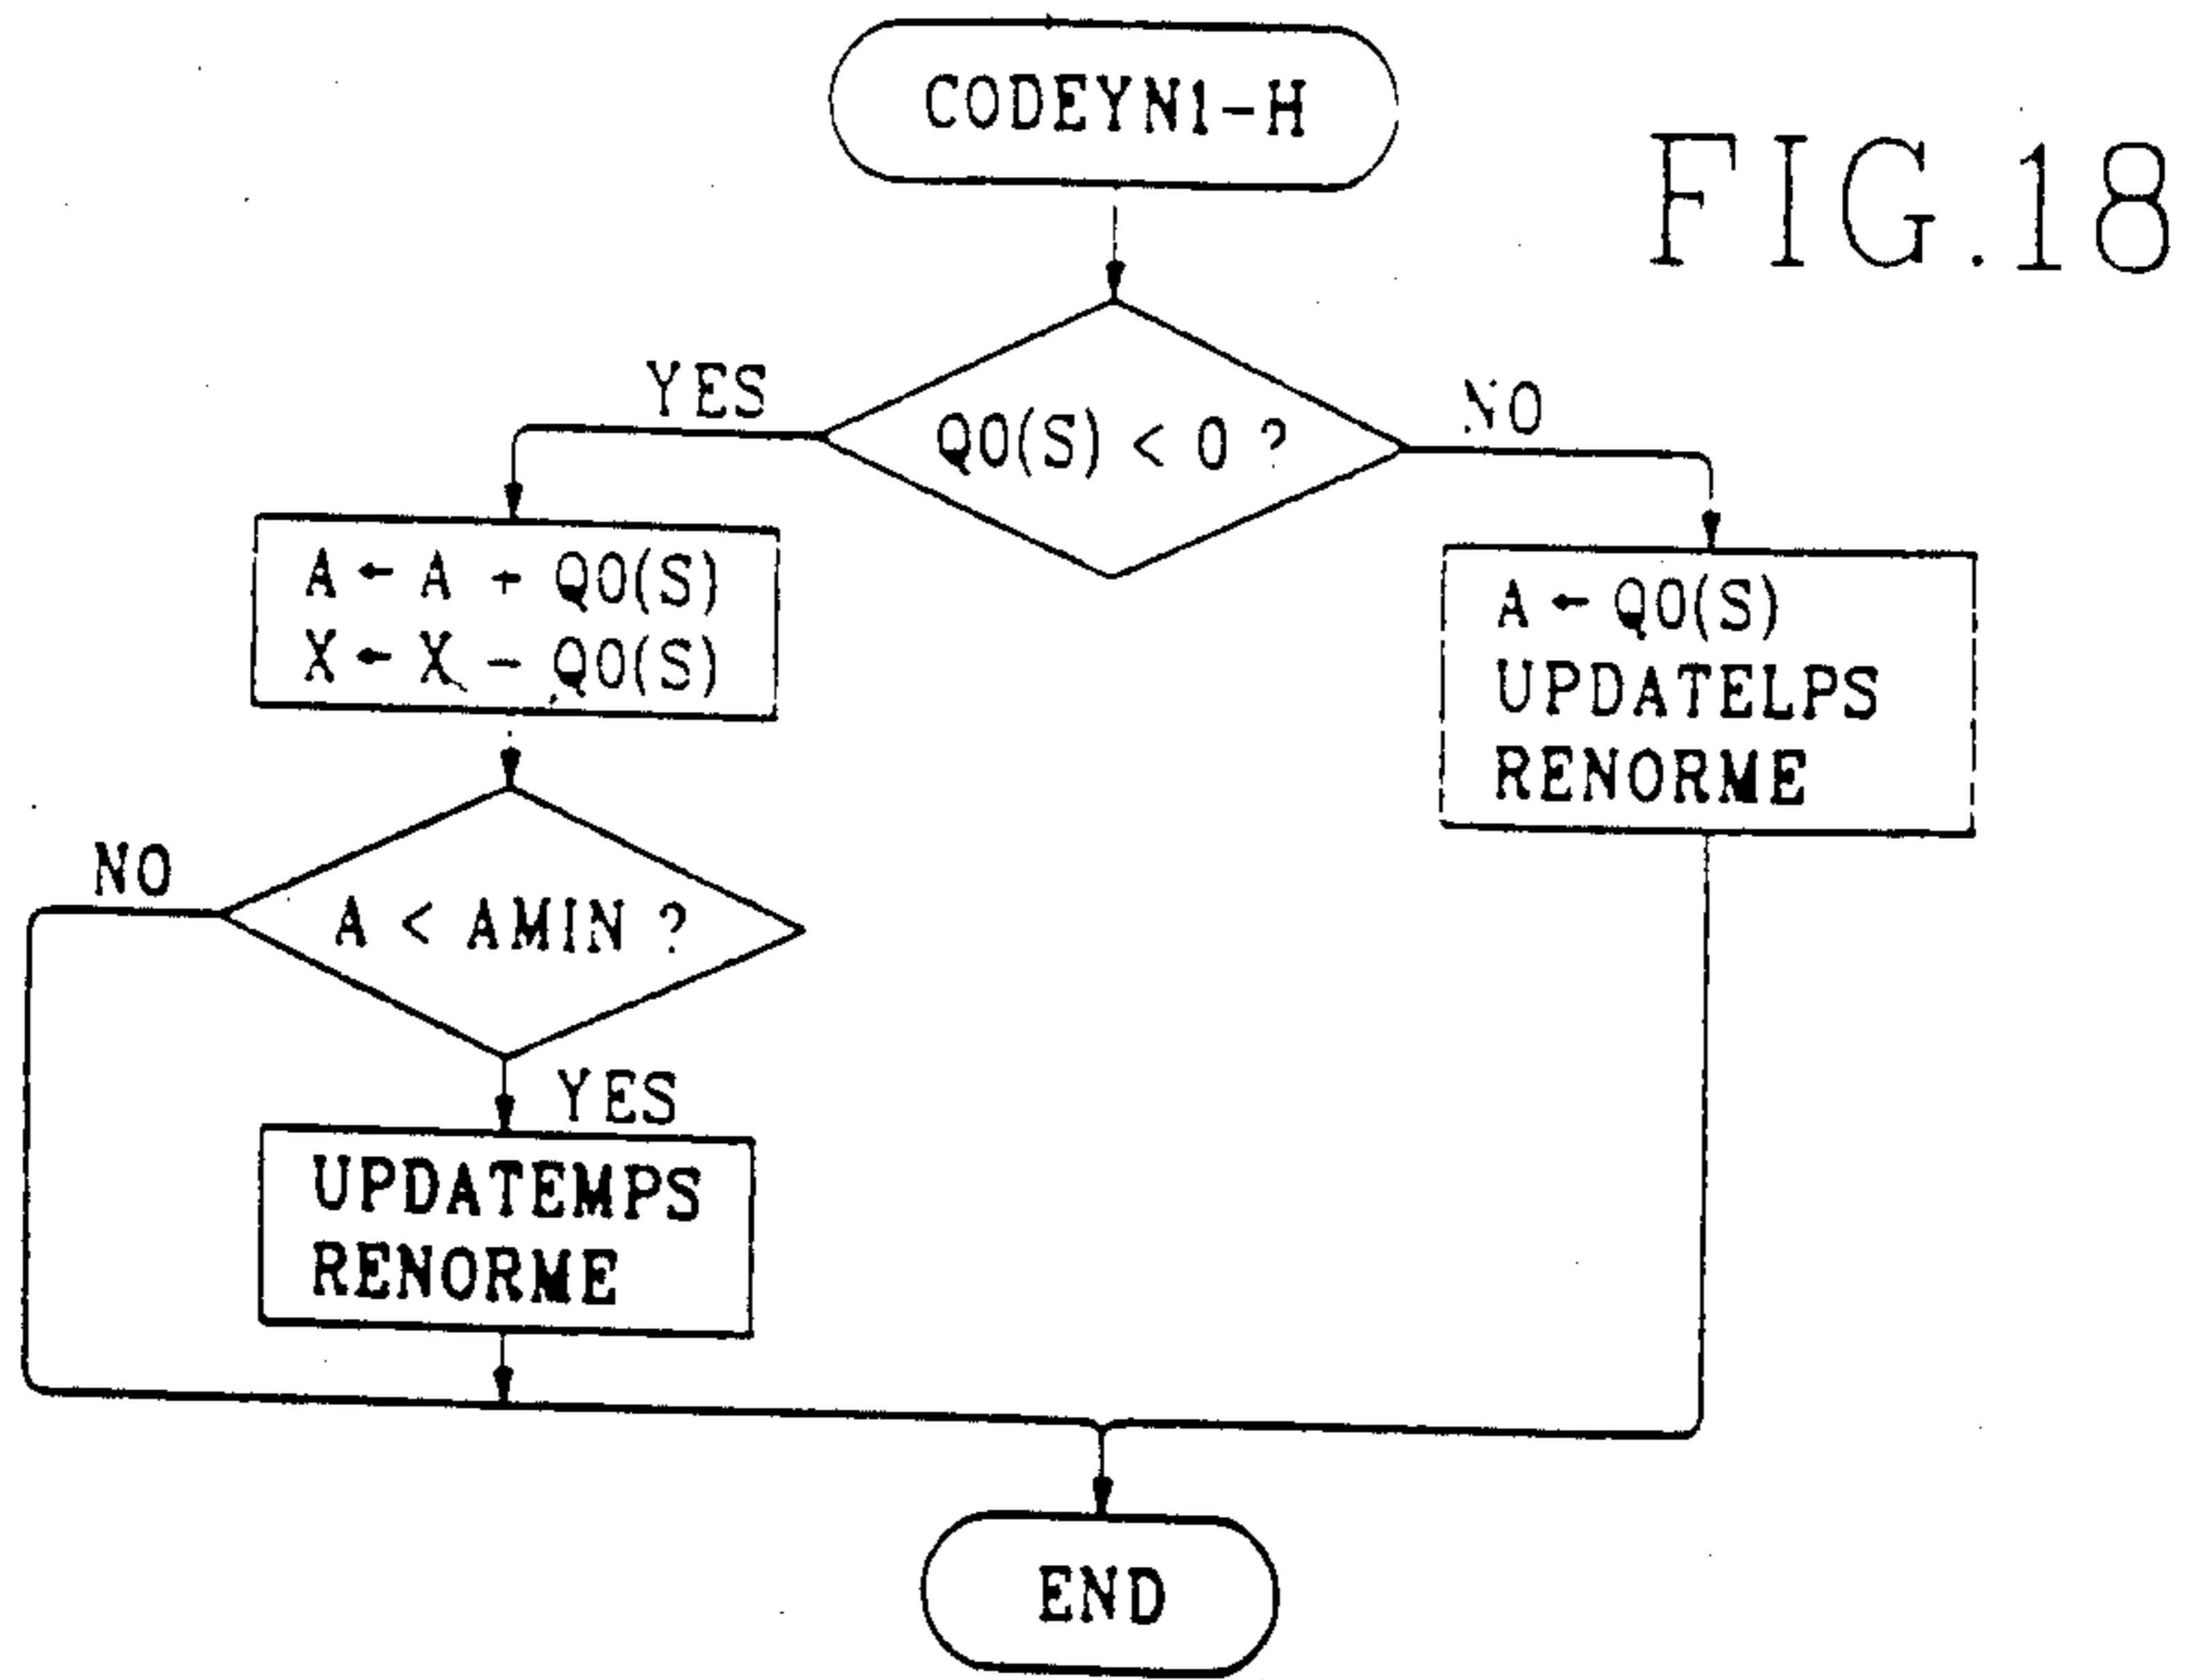 CODEYN1-H
FIG.18
YES
Q0(S) < 0 ?
NO
A ← A + Q0(S)
X ← X - Q0(S)
A ← Q0(S)
UPDATELPS
RENORME
NO
A < AMIN ?
YES
UPDATEMPS
RENORME
END